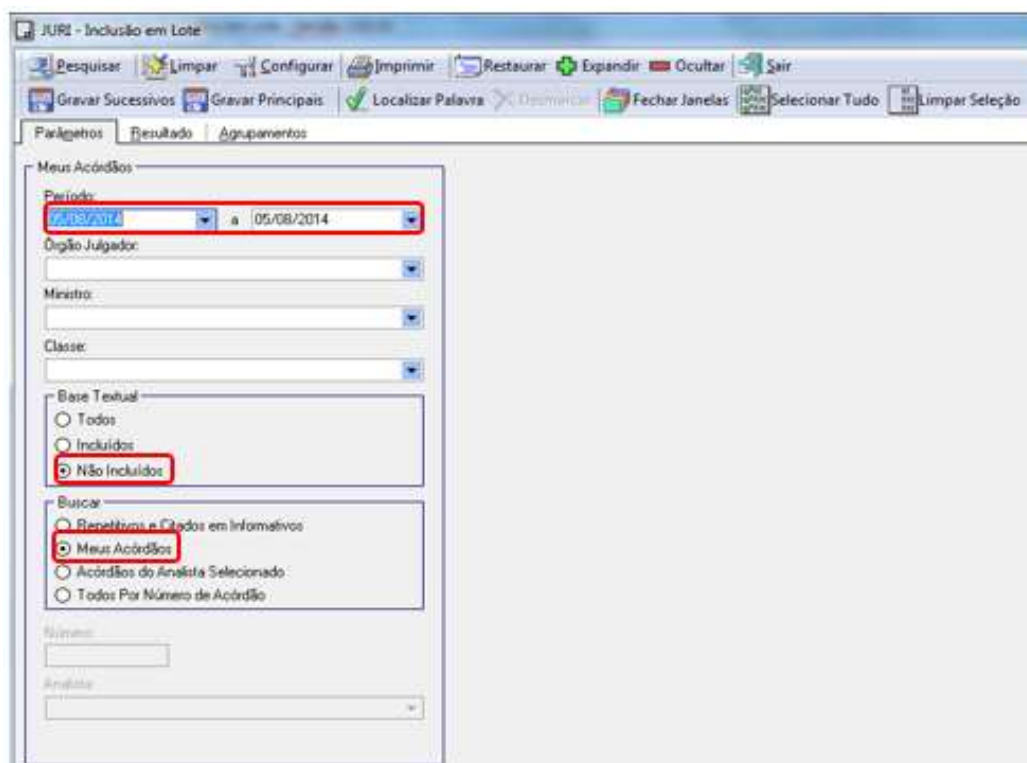 JURI - Inclusão em Lote
Pesquisar Limpar Configurar Imprimir Restaurar Expandir Ocultar Sair
Gravar Sucessivos Gravar Principais Localizar Palavra Desmarcar Fechar Janelas Selecionar Tudo Limpar Seleção
Parâmetros Resultado Agrupamentos
Meus Acórdãos
Período:
05/08/2014 a 05/08/2014
Órgão Julgador:
Ministro:
Classe:
Base Textual
Todos
Incluídos
Não Incluídos
Buscar
Repetitivos e Citados em Informativos
Meus Acórdãos
Acórdãos do Analista Selecionado
Todos Por Número de Acórdão
Número:
Analista: